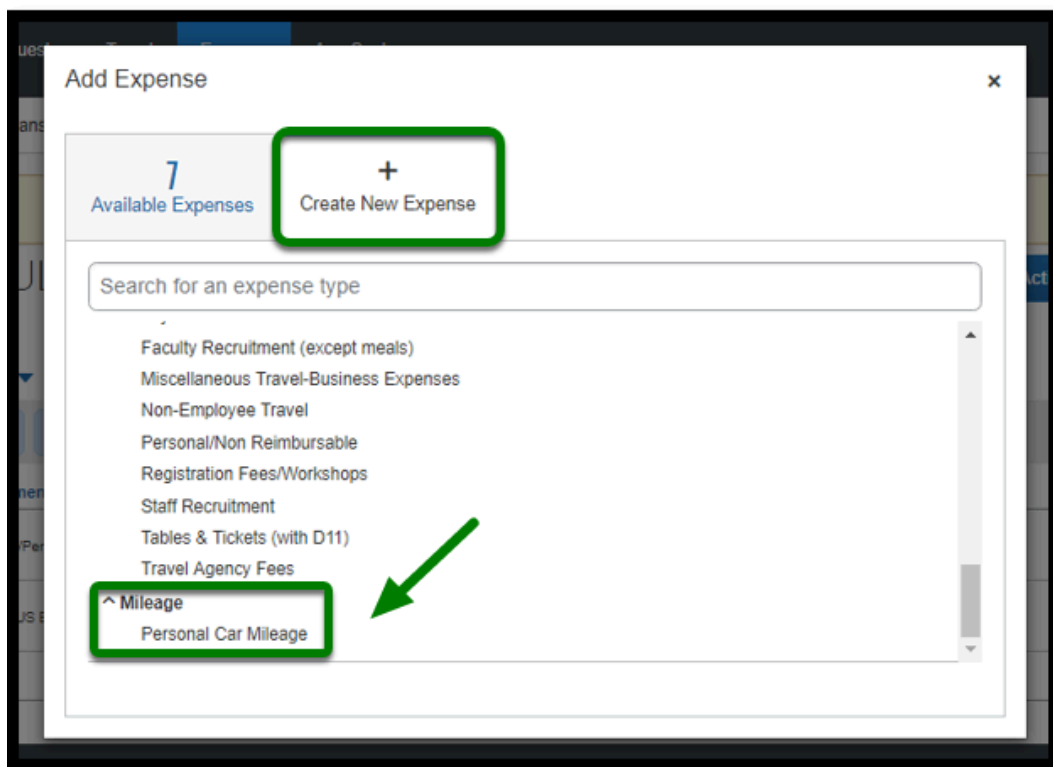 Add Expense
×
7
Available Expenses
+
Create New Expense
Search for an expense type
Faculty Recruitment (except meals)
Miscellaneous Travel-Business Expenses
Non-Employee Travel
Personal/Non Reimbursable
Registration Fees/Workshops
Staff Recruitment
Tables & Tickets (with D11)
Travel Agency Fees
Mileage
Personal Car Mileage